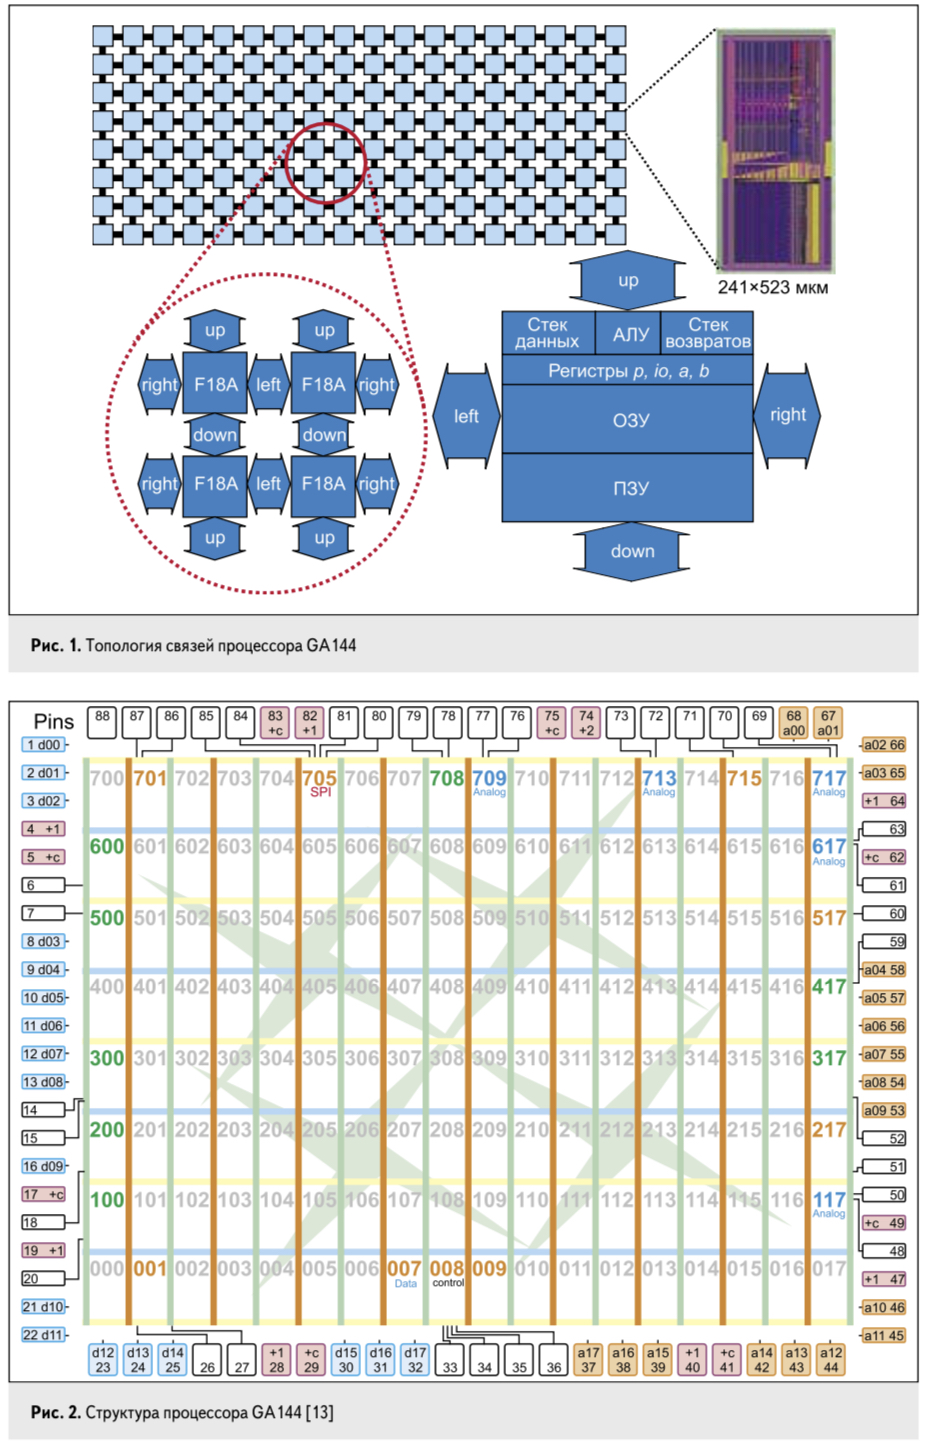 241×523 мкм
up
up
up
right
F18A
left
F18A
right
down
down
right
F18A
left
F18A
right
up
up
Стек данных
АЛУ
Стек возвратов
Регистры p, io, a, b
left
ОЗУ
right
ПЗУ
down
Рис. 1. Топология связей процессора GA144
Pins
88 87 86 85 84 83 +c 82 +1 81 80 79 78 77 76 75 +c 74 +2 73 72 71 70 69 68 a00 67 a01
1 d00
2 d01
3 d02
4 +1
5 +c
6
7
8 d03
9 d04
10 d05
11 d06
12 d07
13 d08
14
15
16 d09
17 +c
18
19 +1
20
21 d10
22 d11
700 701 702 703 704 705 706 707 708 709 710 711 712 713 714 715 716 717
SPI Analog Analog Analog
600 601 602 603 604 605 606 607 608 609 610 611 612 613 614 615 616 617
Analog
500 501 502 503 504 505 506 507 508 509 510 511 512 513 514 515 516 517
400 401 402 403 404 405 406 407 408 409 410 411 412 413 414 415 416 417
300 301 302 303 304 305 306 307 308 309 310 311 312 313 314 315 316 317
200 201 202 203 204 205 206 207 208 209 210 211 212 213 214 215 216 217
100 101 102 103 104 105 106 107 108 109 110 111 112 113 114 115 116 117
Analog
000 001 002 003 004 005 006 007 008 009 010 011 012 013 014 015 016 017
Data control
a02 66
a03 65
+1 64
63
+c 62
61
60
59
a04 58
a05 57
a06 56
a07 55
a08 54
a09 53
52
51
50
+c 49
48
+1 47
a10 46
a11 45
d12 d13 d14 +1 +c d15 d16 d17 a17 a16 a15 +1 +c a14 a13 a12
23 24 25 26 27 28 29 30 31 32 33 34 35 36 37 38 39 40 41 42 43 44
Рис. 2. Структура процессора GA144 [13]